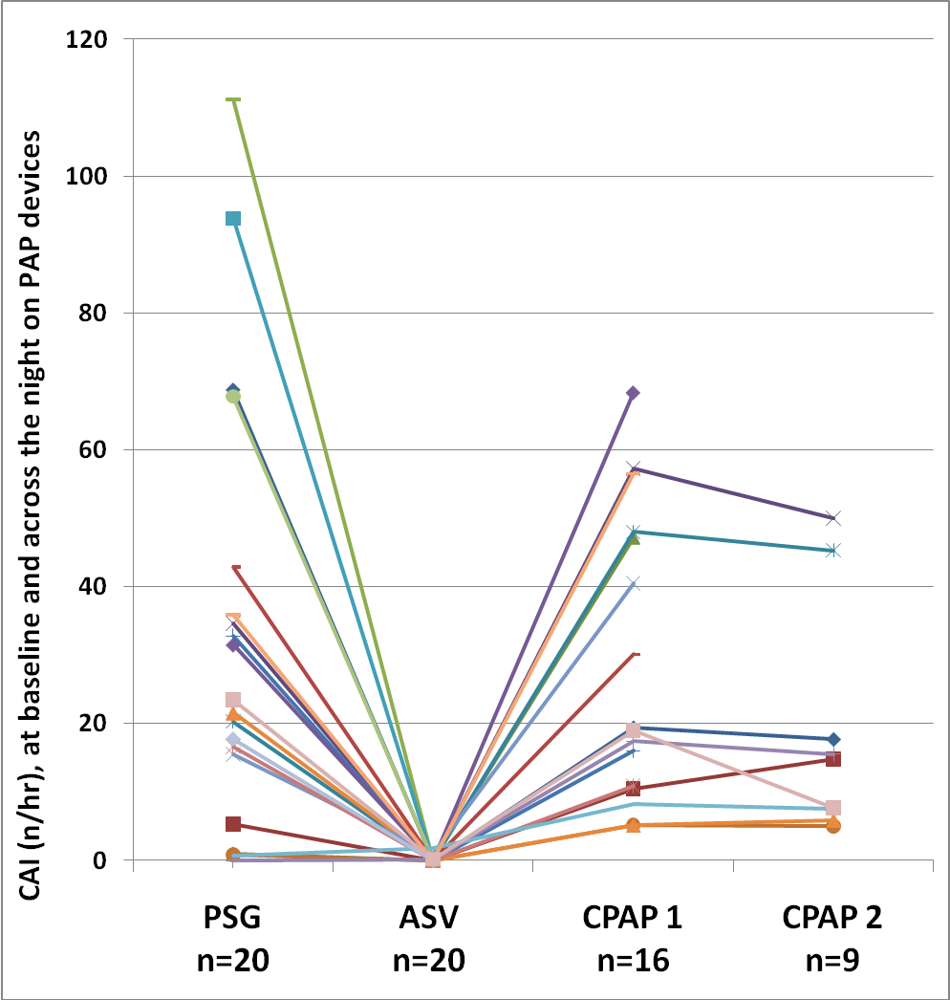 CAI (n/hr), at baseline and across the night on PAP devices
120
100
80
60
40
20
0
PSG
n=20
ASV
n=20
CPAP 1
n=16
CPAP 2
n=9